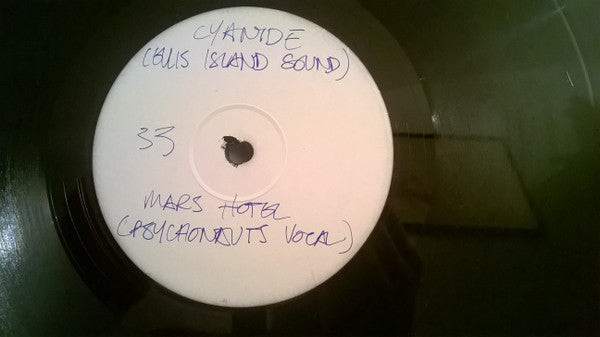 CYANIDE
(ELLIS ISLAND SOUND)
33
MARS HOTEL
(PSYCHONAUTS VOCAL)